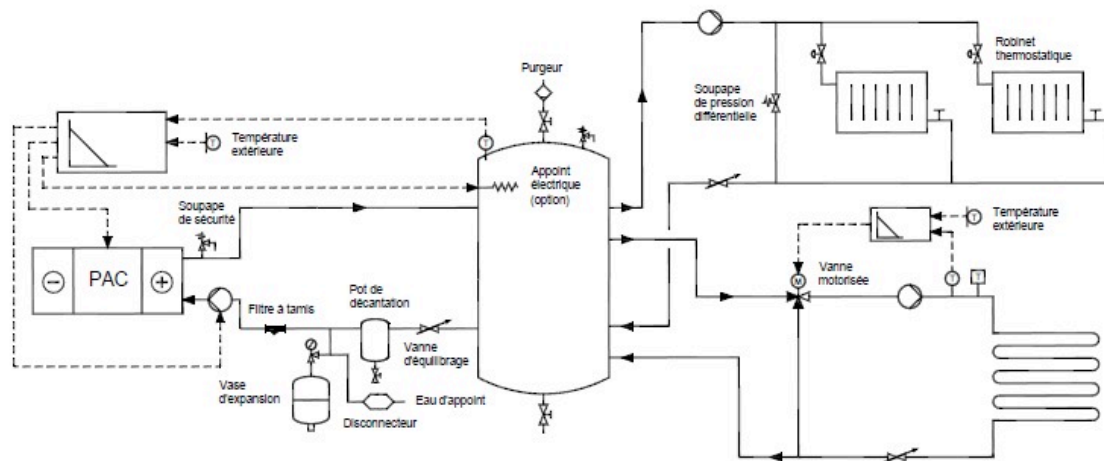 Purgeur
Robinet
thermostatique
Soupape
de pression
différentielle
T
Température
extérieure
T
Appoint
électrique
(option)
Soupape
de sécurité
PAC
Température
extérieure
T
M
Vanne
motorisée
T
T
Filtre à tamis
Pot de
décantation
Vanne
d'équilibrage
Vase
d'expansion
Eau d'appoint
Disconnecteur